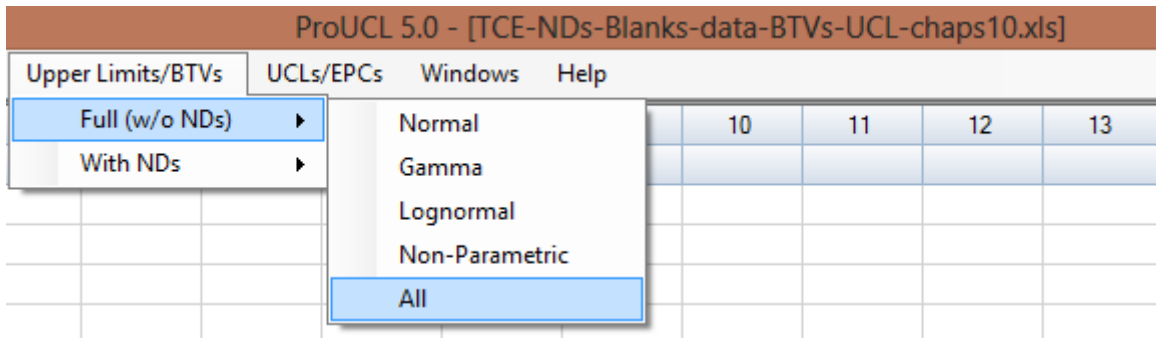 ProUCL 5.0 - [TCE-NDs-Blanks-data-BTVs-UCL-chaps10.xls]
Upper Limits/BTVs UCLs/EPCs Windows Help
Full (w/o NDs)
With NDs
Normal
Gamma
Lognormal
Non-Parametric
All
10 11 12 13